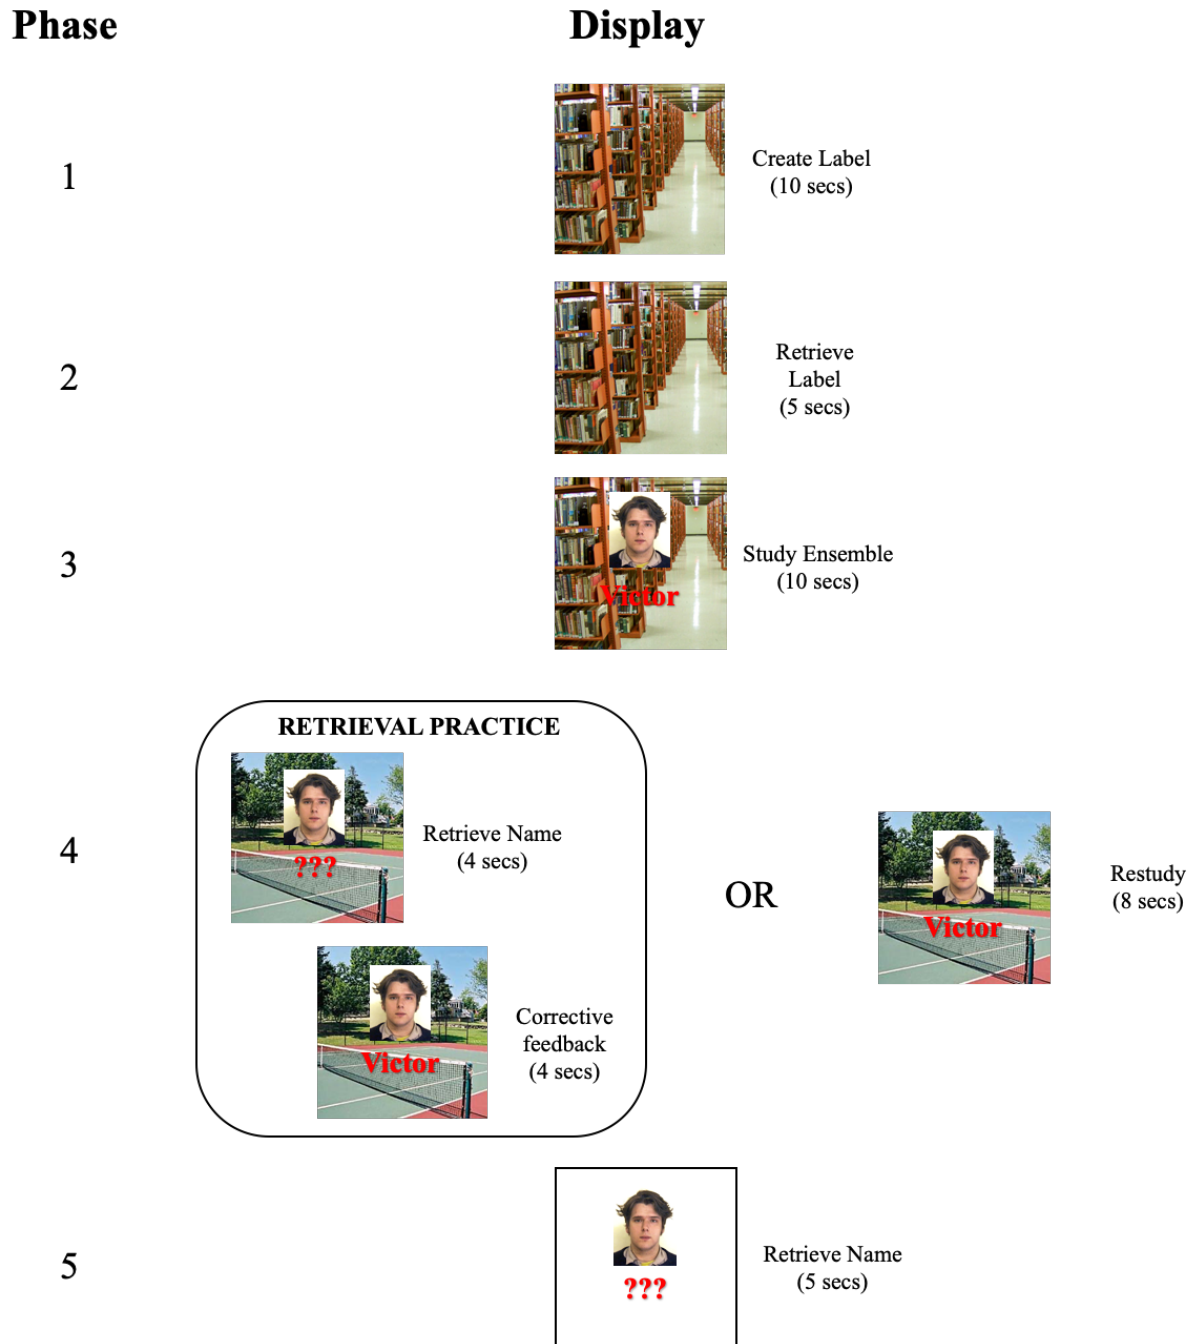 Phase
Display
1
Create Label
(10 secs)
2
Retrieve
Label
(5 secs)
3
Victor
Study Ensemble
(10 secs)
4
RETRIEVAL PRACTICE
???
Retrieve Name
(4 secs)
Victor
Corrective
feedback
(4 secs)
OR
Victor
Restudy
(8 secs)
5
???
Retrieve Name
(5 secs)